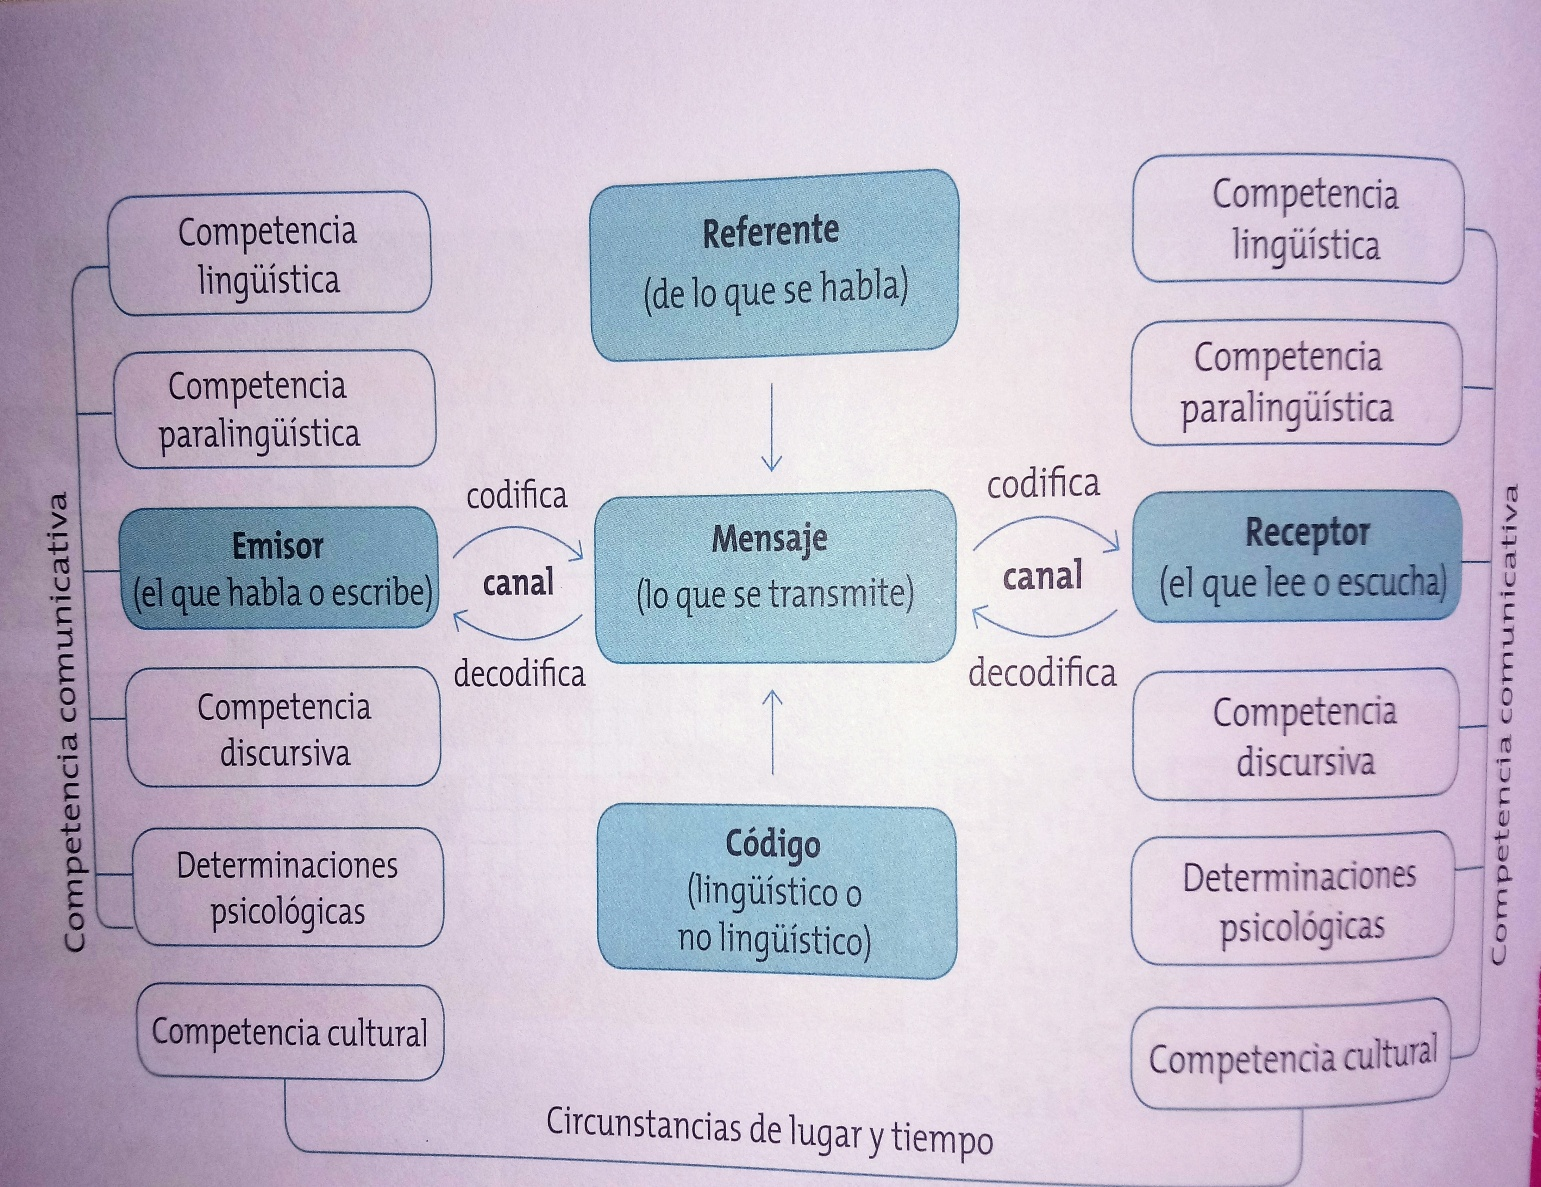 Competencia comunicativa
Competencia
lingüística
Competencia
paralingüística
Emisor
(el que habla o escribe)
Competencia
discursiva
Determinaciones
psicológicas
Competencia cultural
codifica
canal
decodifica
Referente
(de lo que se habla)
Mensaje
(lo que se transmite)
Código
(lingüístico o
no lingüístico)
codifica
canal
decodifica
Competencia
lingüística
Competencia
paralingüística
Receptor
(el que lee o escucha)
Competencia
discursiva
Determinaciones
psicológicas
Competencia cultural
Competencia comunicativa
Circunstancias de lugar y tiempo